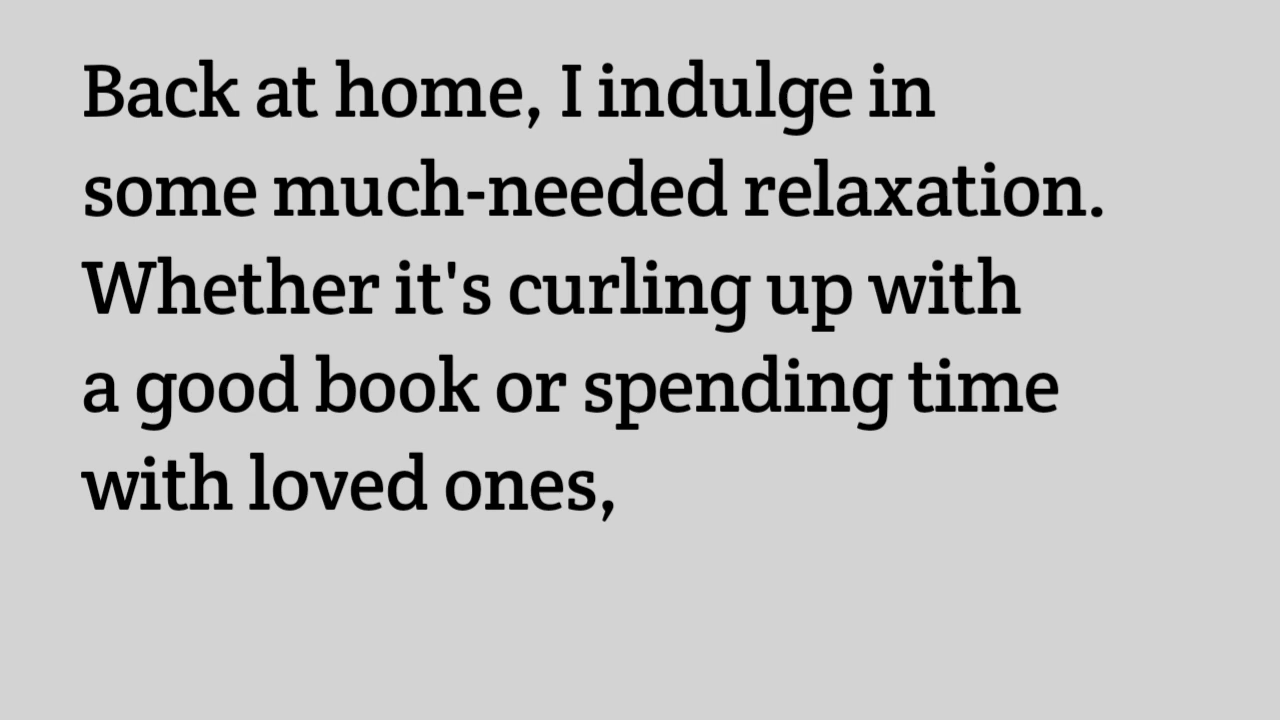 Back at home, I indulge in
some much-needed relaxation.
Whether it's curling up with
a good book or spending time
with loved ones,